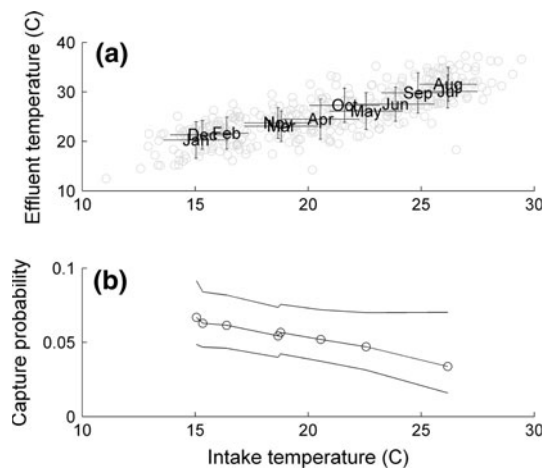 (a)
Effluent temperature (C)
40
30
20
10
Jan
Dec
Feb
Nov
Mar
Apr
Oct
May
Jun
Sep
Aug
Jul
10 15 20 25 30
(b)
Capture probability
0.1
0.05
0
10 15 20 25 30
Intake temperature (C)